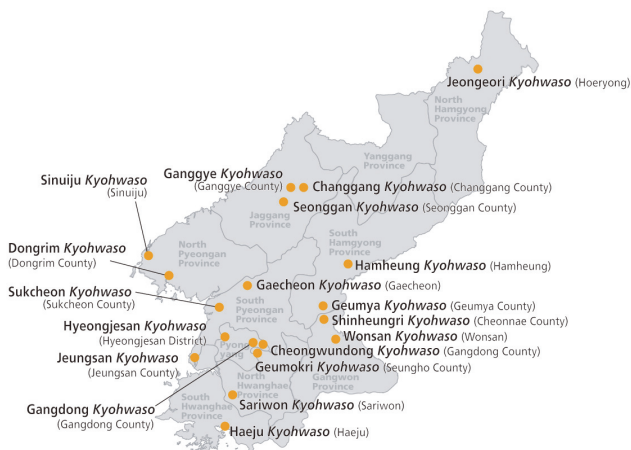 Jeongeori Kyohwaso (Hoeryong)
North
Hamgyong
Province
Yanggang
Province
Ganggye Kyohwaso
(Ganggye County)
Changgang Kyohwaso (Changgang County)
Seonggan Kyohwaso (Seonggan County)
Jaggang
Province
Sinuiju Kyohwaso
(Sinuiju)
South
Hamgyong
Province
North
Pyeongan
Province
Dongrim Kyohwaso
(Dongrim County)
Hamheung Kyohwaso (Hamheung)
Gaecheon Kyohwaso (Gaecheon)
Sukcheon Kyohwaso
(Sukcheon County)
South
Pyeongan
Province
Geumya Kyohwaso (Geumya County)
Shinheungri Kyohwaso (Cheonnae County)
Hyeongjesan Kyohwaso
(Hyeongjesan District)
Wonsan Kyohwaso (Wonsan)
Pyong
yang
Cheongwundong Kyohwaso (Gangdong County)
Jeungsan Kyohwaso
(Jeungsan County)
Geumokri Kyohwaso (Seungho County)
North
Hwanghae
Province
Gangwon
Province
South
Hwanghae
Province
Sariwon Kyohwaso (Sariwon)
Gangdong Kyohwaso
(Gangdong County)
Haeju Kyohwaso (Haeju)